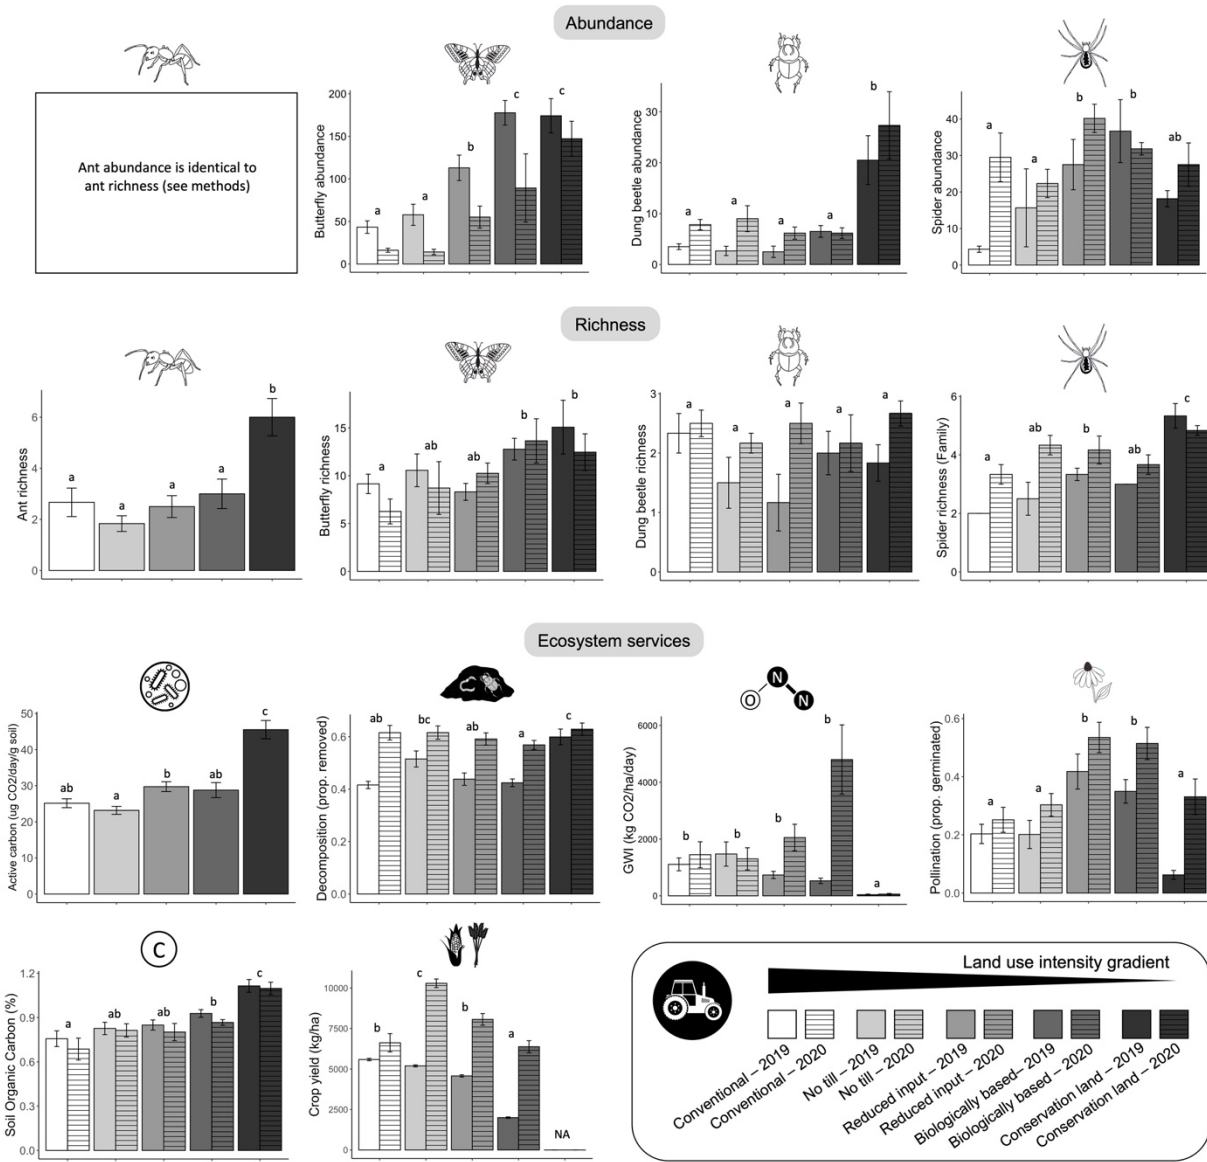 Abundance
Ant abundance is identical to
ant richness (see methods)
Butterfly abundance
200
150
100
50
0
a
a
b
c
c
Dung beetle abundance
30
20
10
0
a
a
a
a
b
Spider abundance
40
30
20
10
0
a
a
b
b
ab
Richness
Ant richness
6
4
2
0
a
a
a
a
b
Butterfly richness
15
10
5
0
a
ab
ab
b
b
Dung beetle richness
3
2
1
0
a
a
a
a
a
Spider richness (Family)
6
4
2
0
a
ab
b
ab
c
Ecosystem services
Active carbon (ug CO2/day/g soil)
50
40
30
20
10
0
ab
a
b
ab
c
Decomposition (prop. removed)
0.6
0.4
0.2
0.0
ab
bc
ab
a
c
O N N
GWI (kg CO2/ha/day)
6000
4000
2000
0
b
b
b
b
a
Pollination (prop. germinated)
0.6
0.4
0.2
0.0
a
a
b
b
a
C
Soil Organic Carbon (%)
1.2
0.9
0.6
0.3
0.0
a
ab
ab
b
c
Crop yield (kg/ha)
10000
7500
5000
2500
0
b
c
b
a
NA
Land use intensity gradient
Conventional – 2019
Conventional – 2020
No till – 2019
No till – 2020
Reduced input – 2019
Reduced input – 2020
Biologically based– 2019
Biologically based – 2020
Conservation land – 2019
Conservation land – 2020